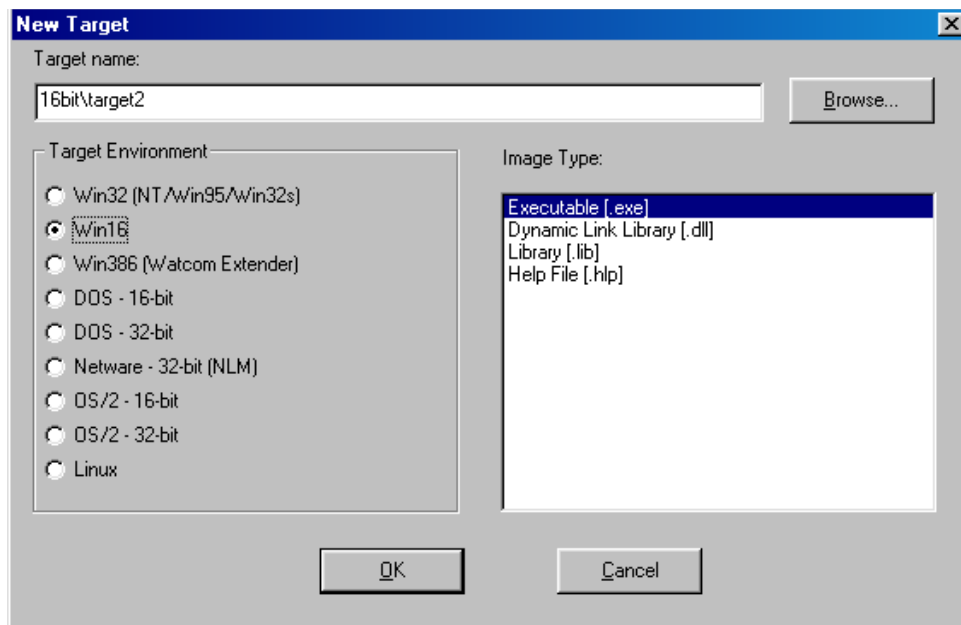 New Target
Target name:
16bit\target2
Browse...
Target Environment
Win32 (NT/Win95/Win32s)
Win16
Win386 (Watcom Extender)
DOS - 16-bit
DOS - 32-bit
Netware - 32-bit (NLM)
OS/2 - 16-bit
OS/2 - 32-bit
Linux
Image Type:
Executable [.exe]
Dynamic Link Library [.dll]
Library [.lib]
Help File [.hlp]
OK
Cancel